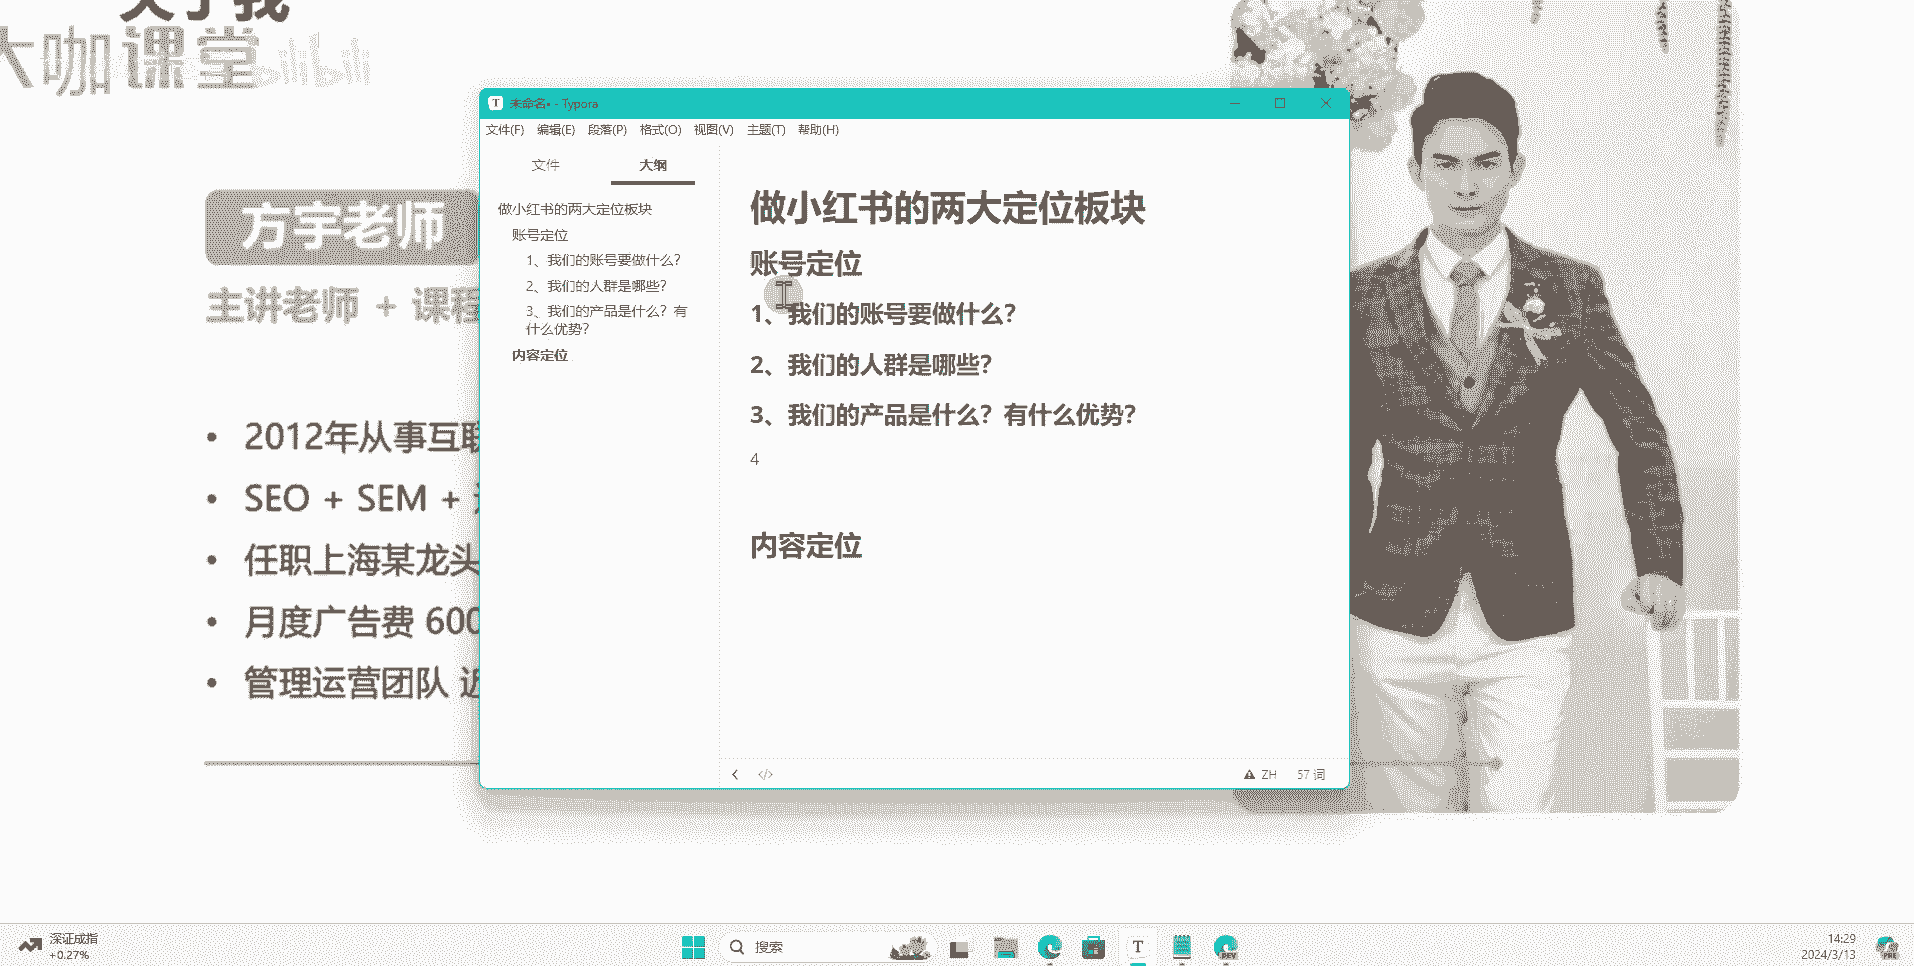 关于我
大咖课堂 bilibili
未命名• - Typora
文件(F) 编辑(E) 段落(P) 格式(O) 视图(V) 主题(T) 帮助(H)
文件 大纲
做小红书的两大定位板块
账号定位
1、我们的账号要做什么?
2、我们的人群是哪些?
3、我们的产品是什么？有
什么优势?
内容定位
做小红书的两大定位板块
账号定位
1、我们的账号要做什么?
2、我们的人群是哪些?
3、我们的产品是什么？有什么优势?
4
内容定位
ZH 57 词
方宇老师
主讲老师 + 课程
• 2012年从事互联
• SEO + SEM +
• 任职上海某龙头
• 月度广告费 600
• 管理运营团队 近
深证成指
+0.27%
搜索
T
DEV
14:29
2024/3/13
PRE